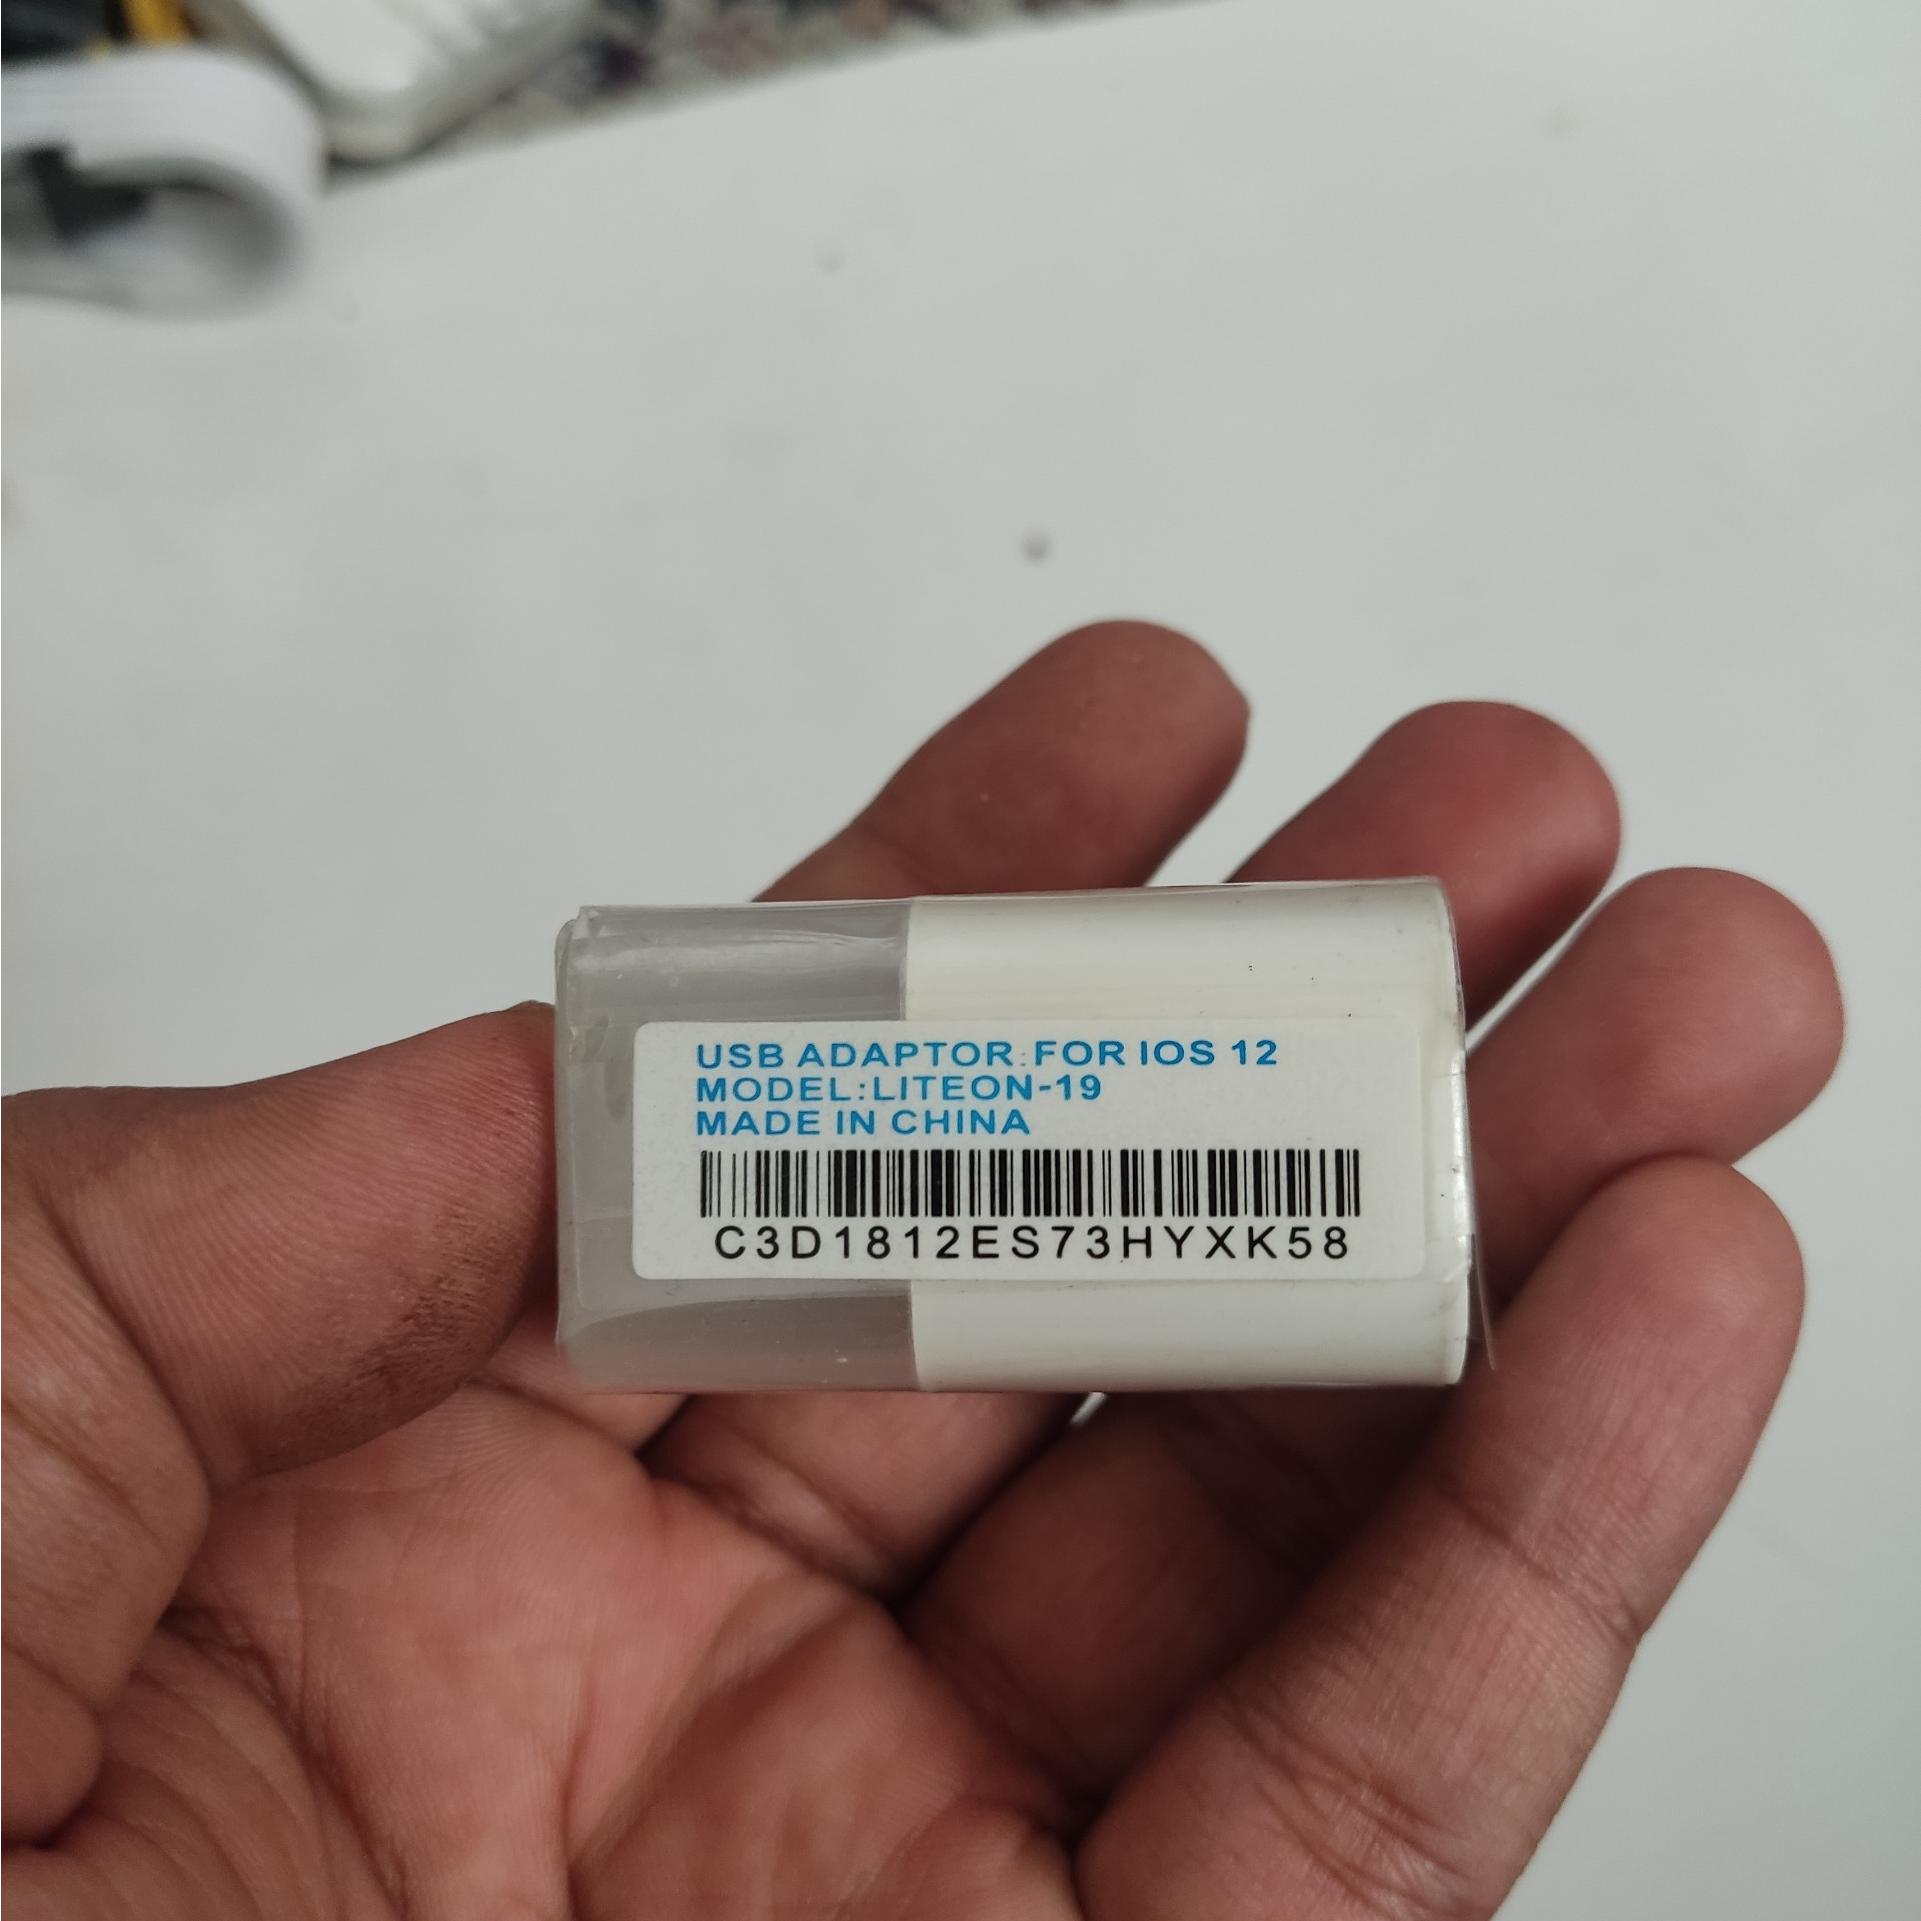 USB ADAPTOR:FOR IOS 12
MODEL:LITEON-19
MADE IN CHINA
C3D1812ES73HYXK58